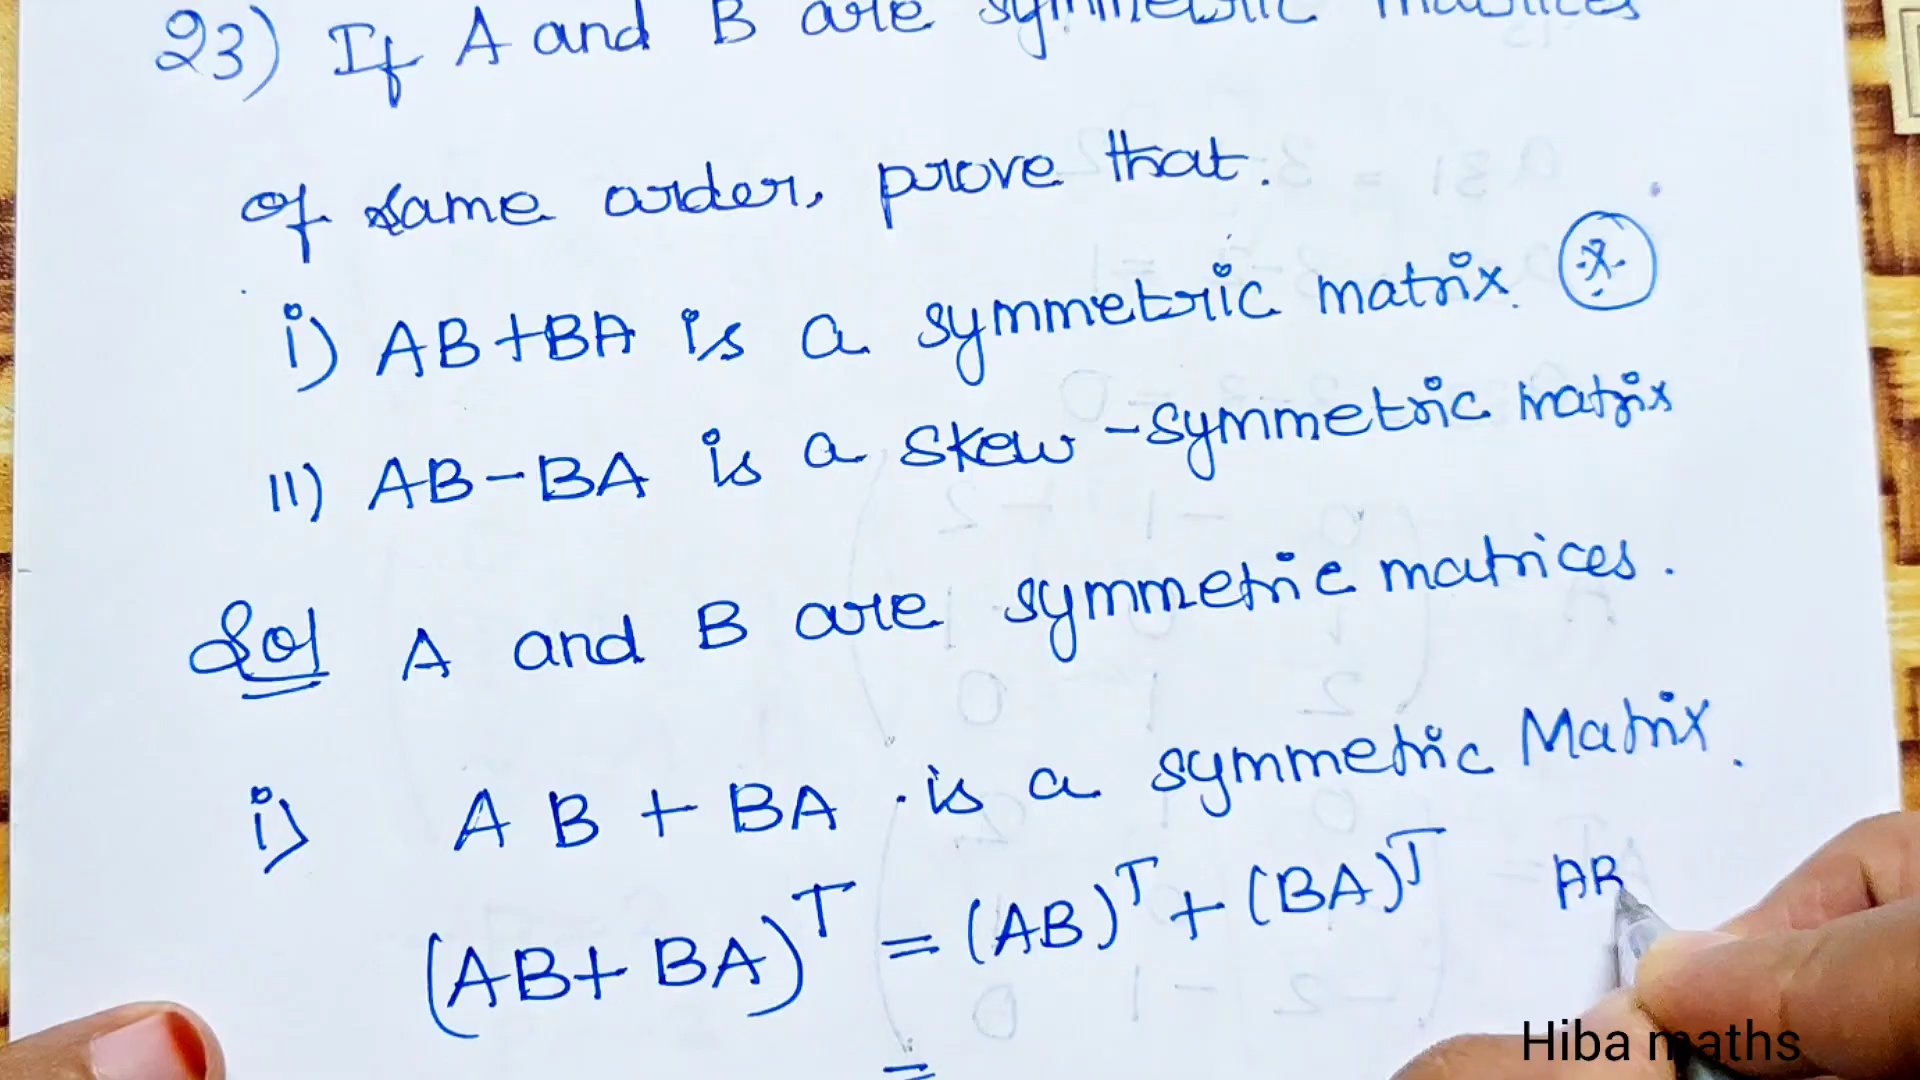 23) If A and B are symmetric matrices
of same order, prove that.
i) AB+BA is a symmetric matrix. *
II) AB-BA is a skew-symmetric matrix
Sol A and B are symmetric matrices.
i) AB + BA . is a symmetric Matrix.
(AB+ BA)ᵀ = (AB)ᵀ + (BA)ᵀ AB
=
Hiba maths